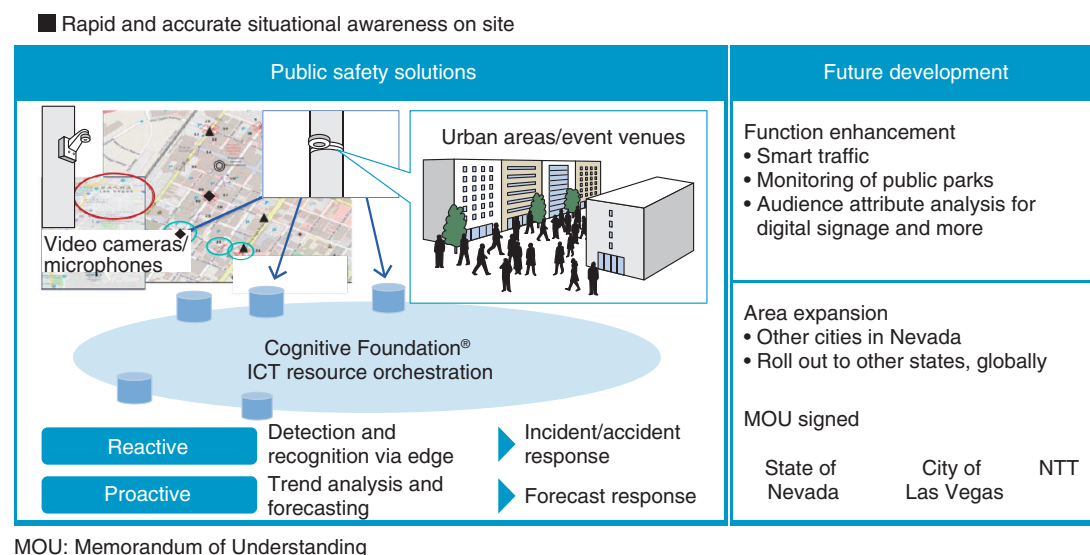 ■ Rapid and accurate situational awareness on site
Public safety solutions
Video cameras/
microphones
Urban areas/event venues
Cognitive Foundation®
ICT resource orchestration
Reactive
Detection and
recognition via edge
Incident/accident
response
Proactive
Trend analysis and
forecasting
Forecast response
Future development
Function enhancement
• Smart traffic
• Monitoring of public parks
• Audience attribute analysis for
digital signage and more
Area expansion
• Other cities in Nevada
• Roll out to other states, globally
MOU signed
State of
Nevada
City of
Las Vegas
NTT
MOU: Memorandum of Understanding